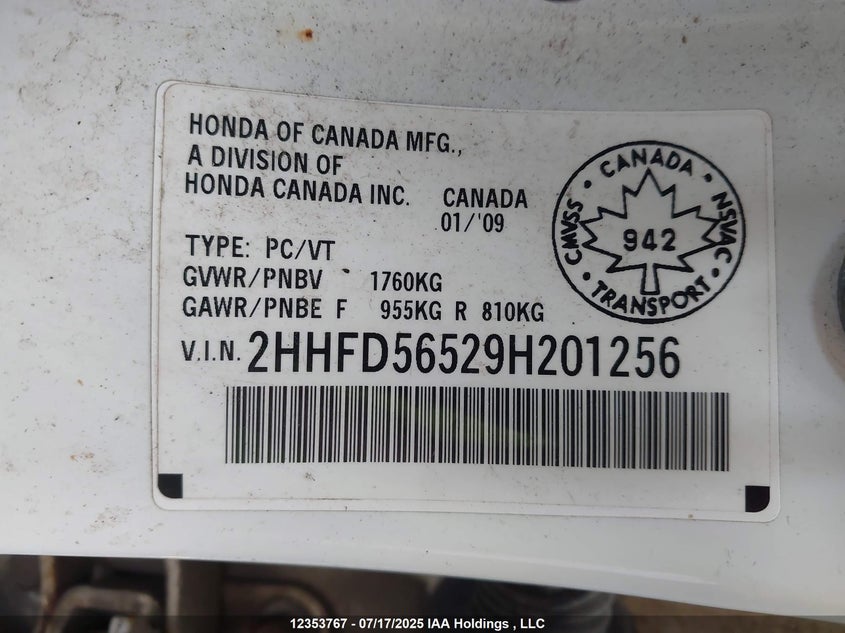 HONDA OF CANADA MFG.,
A DIVISION OF
HONDA CANADA INC. CANADA
01/'09
TYPE: PC/VT
GVWR/PNBV 1760KG
GAWR/PNBE F 955KG R 810KG
V.I.N. 2HHFD56529H201256
CANADA
CMVSS 942 NSVAC
TRANSPORT
12353767 - 07/17/2025 IAA Holdings , LLC